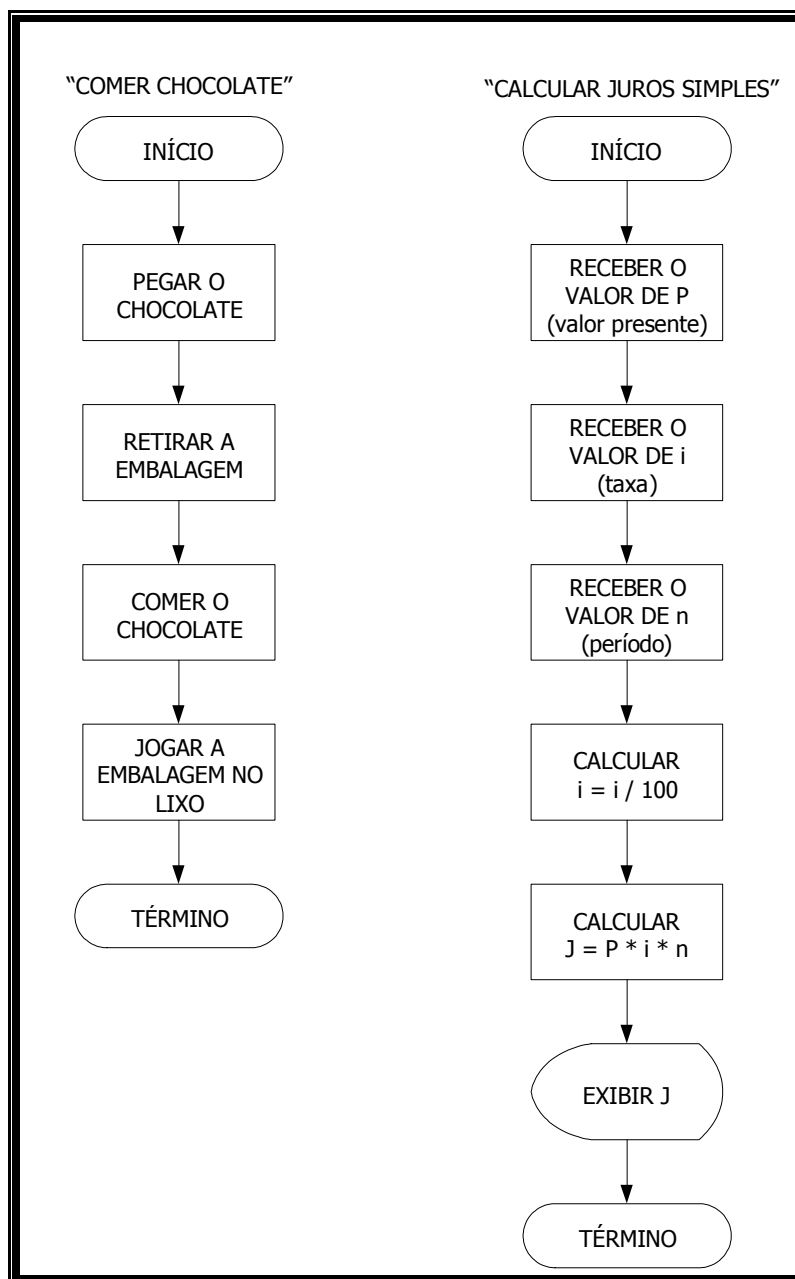 “COMER CHOCOLATE”
INÍCIO
PEGAR O
CHOCOLATE
RETIRAR A
EMBALAGEM
COMER O
CHOCOLATE
JOGAR A
EMBALAGEM NO
LIXO
TÉRMINO
“CALCULAR JUROS SIMPLES”
INÍCIO
RECEBER O
VALOR DE P
(valor presente)
RECEBER O
VALOR DE i
(taxa)
RECEBER O
VALOR DE n
(período)
CALCULAR
i = i / 100
CALCULAR
J = P * i * n
EXIBIR J
TÉRMINO